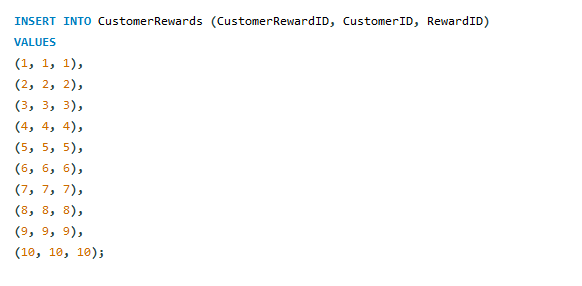 INSERT INTO CustomerRewards (CustomerRewardID, CustomerID, RewardID)
VALUES
(1, 1, 1),
(2, 2, 2),
(3, 3, 3),
(4, 4, 4),
(5, 5, 5),
(6, 6, 6),
(7, 7, 7),
(8, 8, 8),
(9, 9, 9),
(10, 10, 10);